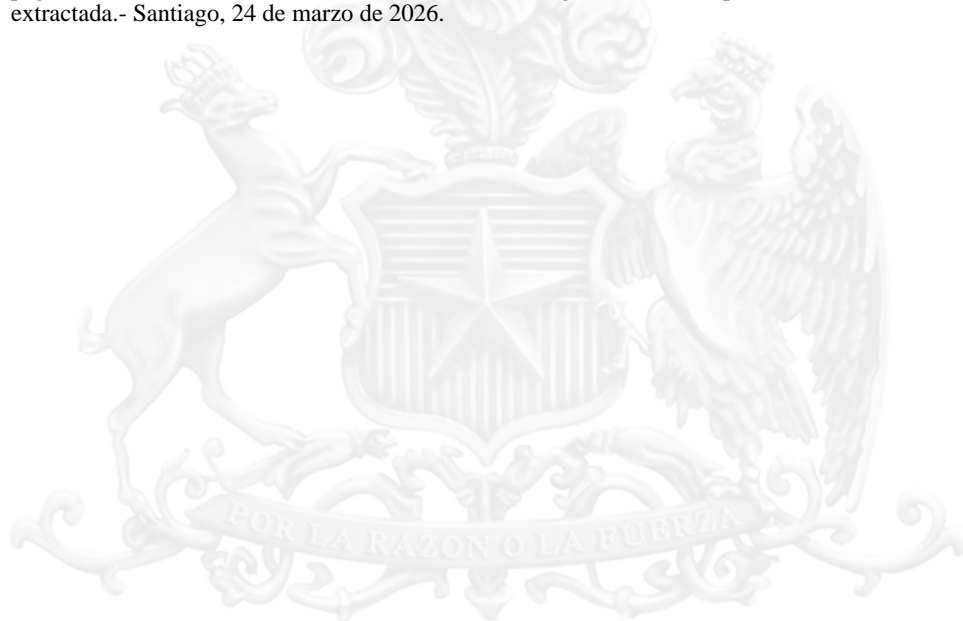 extractada.- Santiago, 24 de marzo de 2026.
POR LA RAZON O LA FUERZA